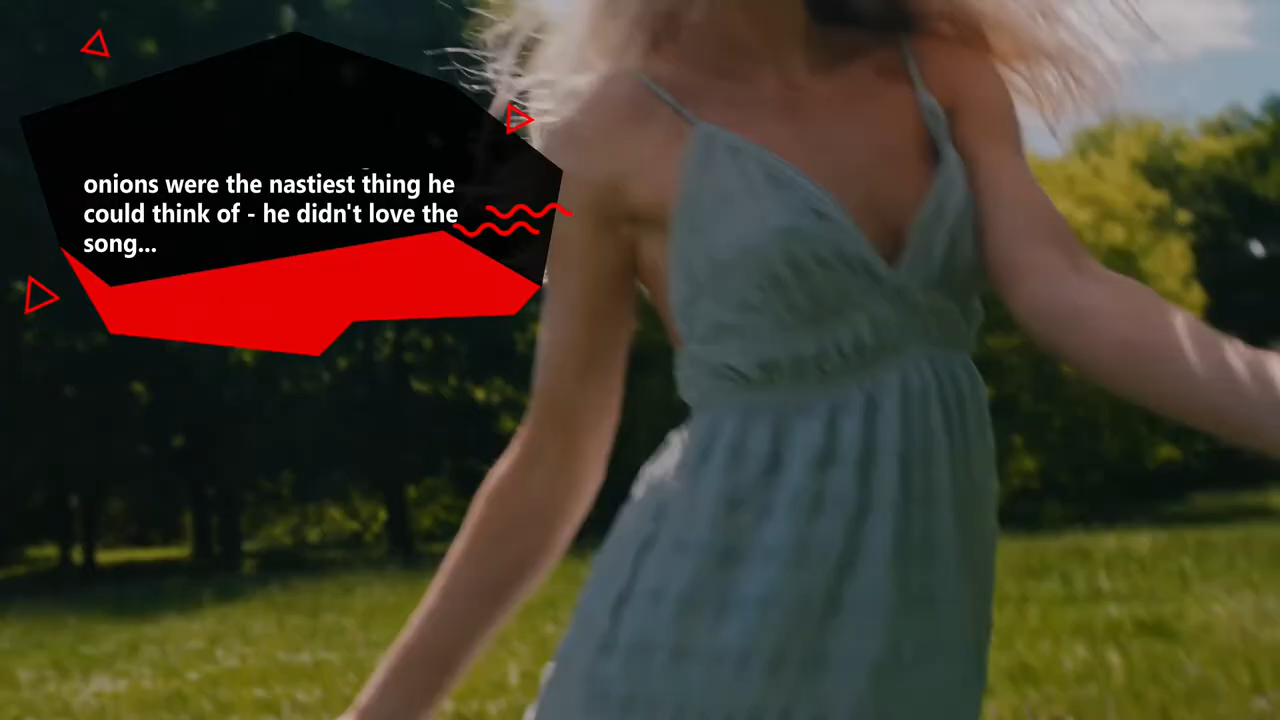 onions were the nastiest thing he
could think of - he didn't love the
song...